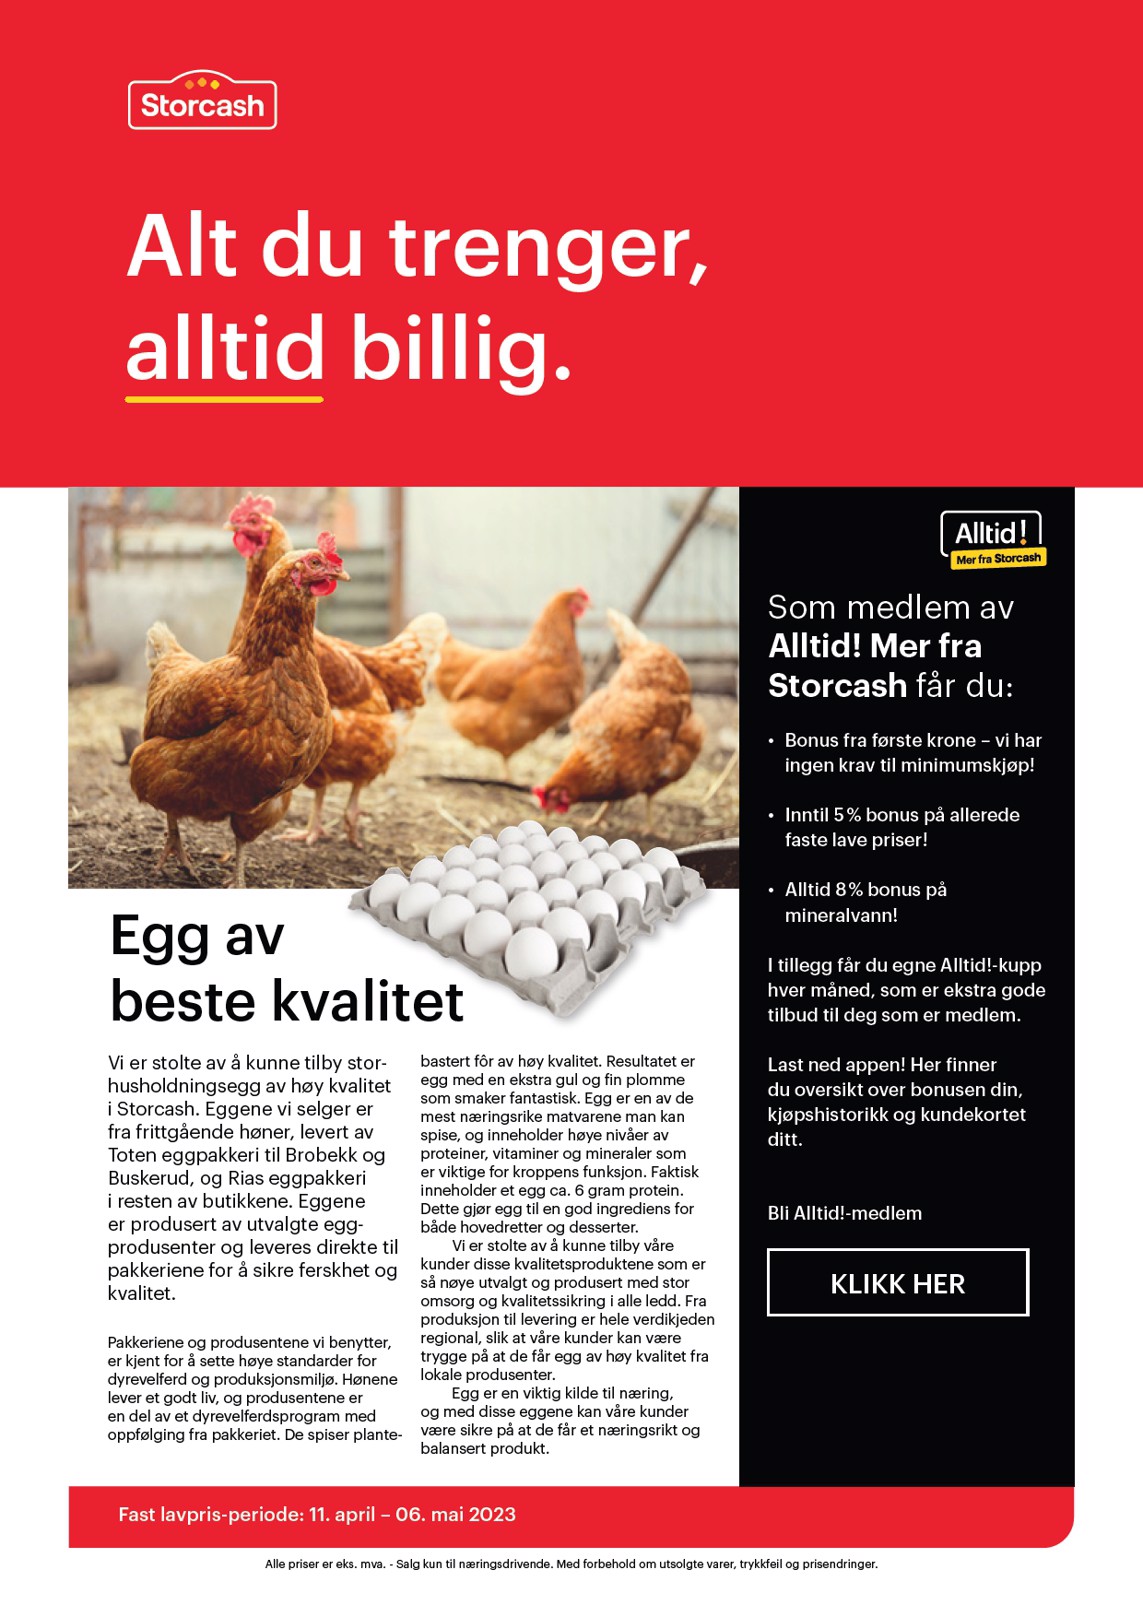 Storcash
Alt du trenger,
alltid billig.
Alltid!
Mer fra Storcash
Som medlem av
Alltid! Mer fra
Storcash får du:
• Bonus fra første krone – vi har
ingen krav til minimumskjøp!
• Inntil 5 % bonus på allerede
faste lave priser!
• Alltid 8 % bonus på
mineralvann!
I tillegg får du egne Alltid!-kupp
hver måned, som er ekstra gode
tilbud til deg som er medlem.
Last ned appen! Her finner
du oversikt over bonusen din,
kjøpshistorikk og kundekortet
ditt.
Bli Alltid!-medlem
KLIKK HER
Egg av
beste kvalitet
Vi er stolte av å kunne tilby stor-
husholdningsegg av høy kvalitet
i Storcash. Eggene vi selger er
fra frittgående høner, levert av
Toten eggpakkeri til Brobekk og
Buskerud, og Rias eggpakkeri
i resten av butikkene. Eggene
er produsert av utvalgte egg-
produsenter og leveres direkte til
pakkeriene for å sikre ferskhet og
kvalitet.
Pakkeriene og produsentene vi benytter,
er kjent for å sette høye standarder for
dyrevelferd og produksjonsmiljø. Hønene
lever et godt liv, og produsentene er
en del av et dyrevelferdsprogram med
oppfølging fra pakkeriet. De spiser plante-
bastert fôr av høy kvalitet. Resultatet er
egg med en ekstra gul og fin plomme
som smaker fantastisk. Egg er en av de
mest næringsrike matvarene man kan
spise, og inneholder høye nivåer av
proteiner, vitaminer og mineraler som
er viktige for kroppens funksjon. Faktisk
inneholder et egg ca. 6 gram protein.
Dette gjør egg til en god ingrediens for
både hovedretter og desserter.
Vi er stolte av å kunne tilby våre
kunder disse kvalitetsproduktene som er
så nøye utvalgt og produsert med stor
omsorg og kvalitetssikring i alle ledd. Fra
produksjon til levering er hele verdikjeden
regional, slik at våre kunder kan være
trygge på at de får egg av høy kvalitet fra
lokale produsenter.
Egg er en viktig kilde til næring,
og med disse eggene kan våre kunder
være sikre på at de får et næringsrikt og
balansert produkt.
Fast lavpris-periode: 11. april – 06. mai 2023
Alle priser er eks. mva. - Salg kun til næringsdrivende. Med forbehold om utsolgte varer, trykkfeil og prisendringer.